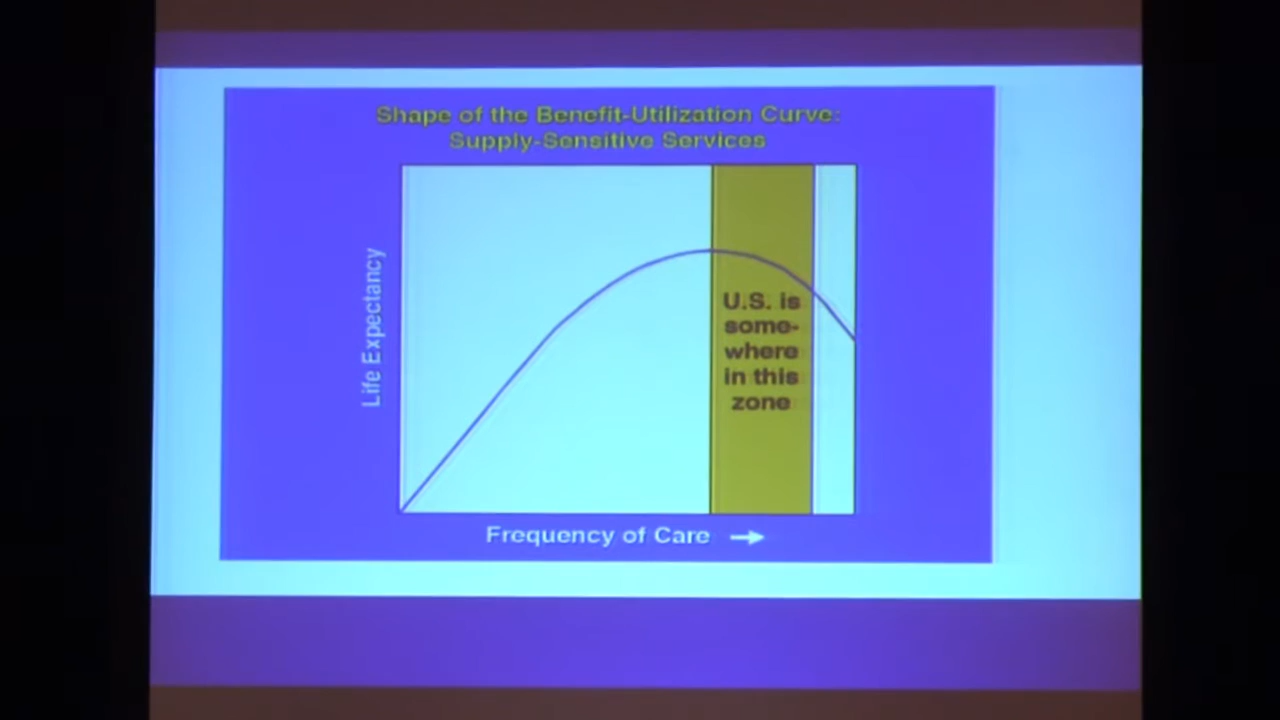 Shape of the Benefit-Utilization Curve:
Supply-Sensitive Services
Life Expectancy
U.S. is
some-
where
in this
zone
Frequency of Care →